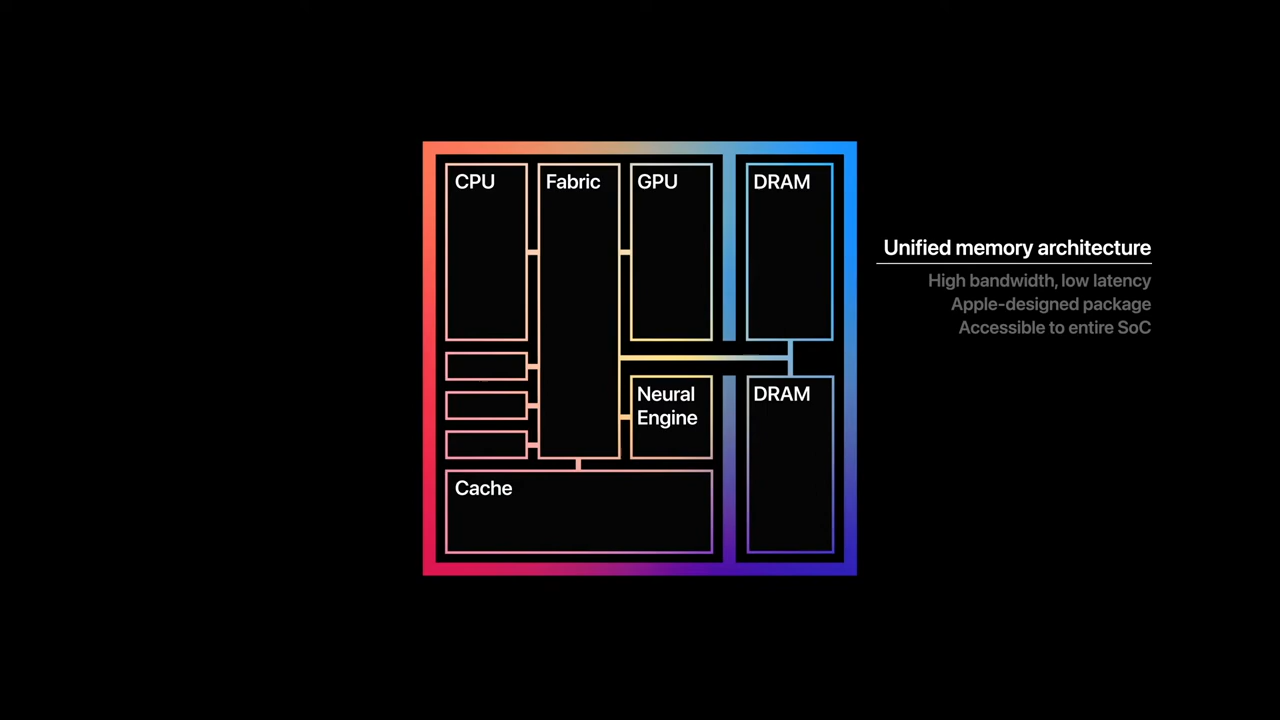 CPU
Fabric
GPU
DRAM
Unified memory architecture
High bandwidth, low latency
Apple-designed package
Accessible to entire SoC
Neural
Engine
DRAM
Cache